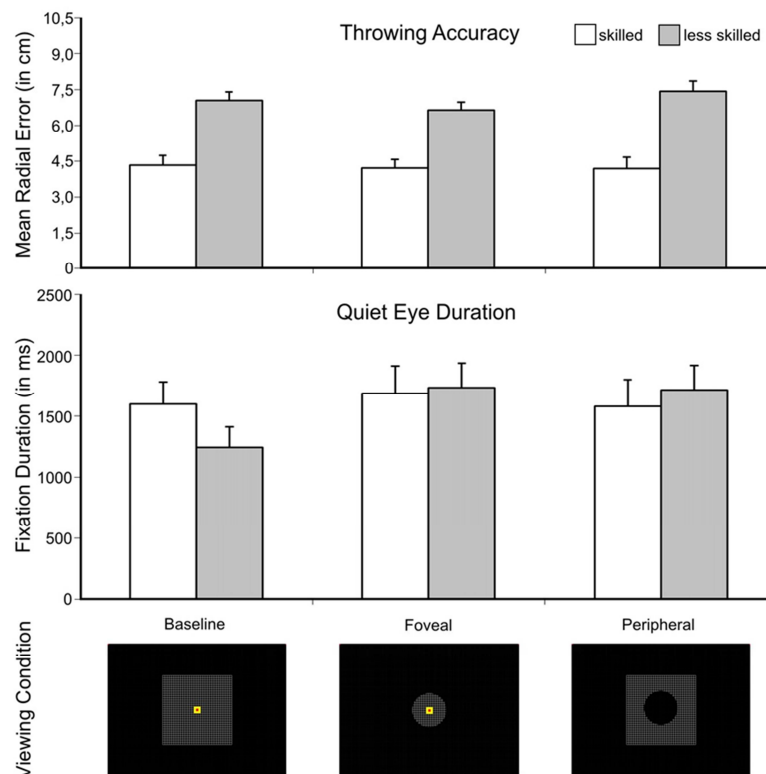 Throwing Accuracy
skilled
less skilled
Mean Radial Error (in cm)
10,5
9,0
7,5
6,0
4,5
3,0
1,5
0
Quiet Eye Duration
Fixation Duration (in ms)
2500
2000
1500
1000
500
0
Viewing Condition
Baseline
Foveal
Peripheral